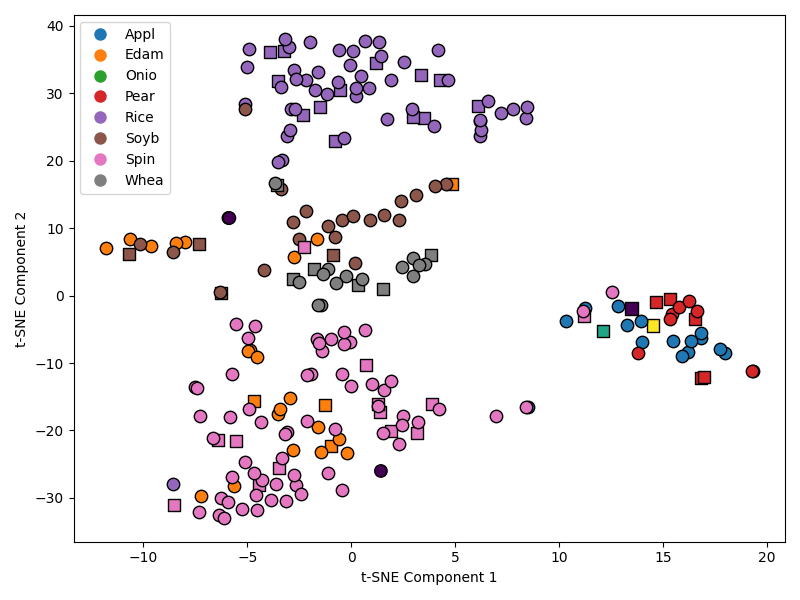 Appl
Edam
Onio
Pear
Rice
Soyb
Spin
Whea
t-SNE Component 2
40
30
20
10
0
−10
−20
−30
−10
−5
0
5
10
15
20
t-SNE Component 1